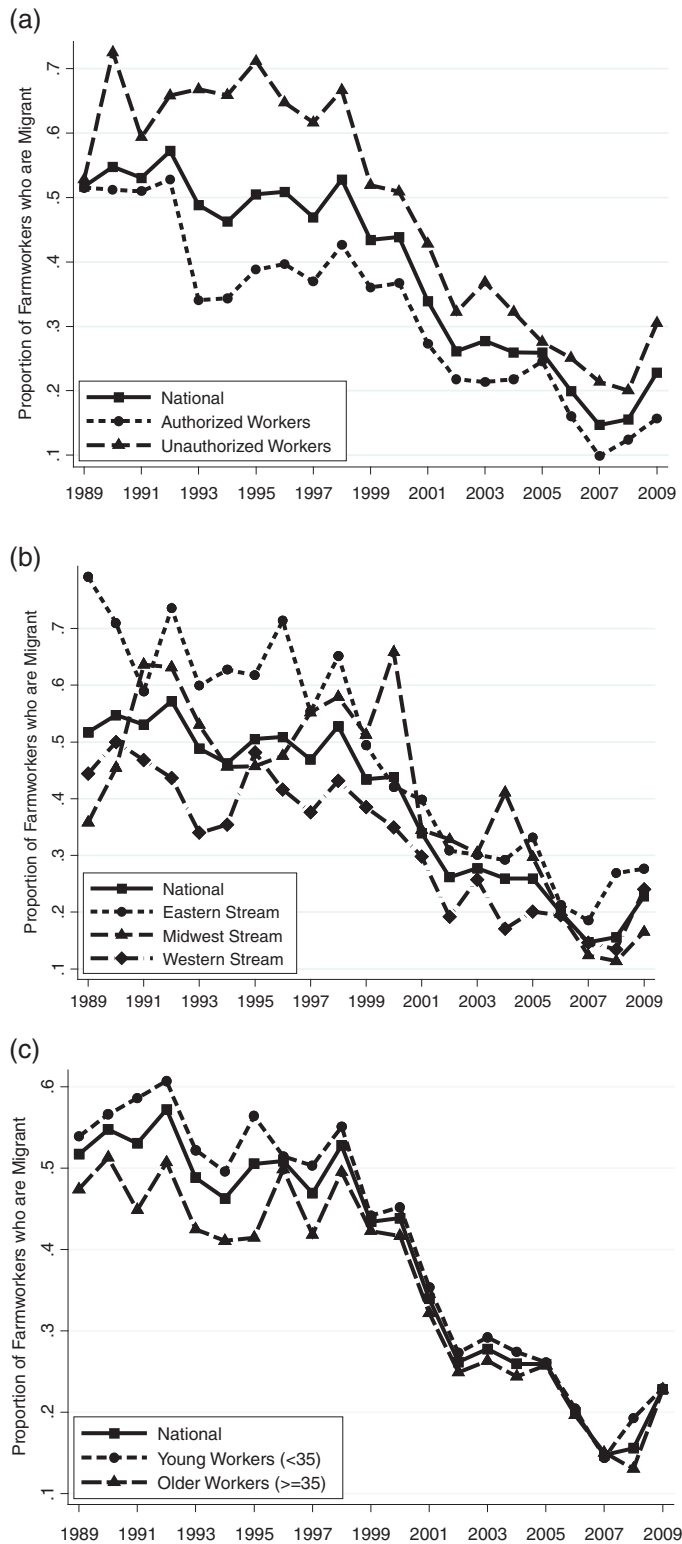 (a)
Proportion of Farmworkers who are Migrant
.7
.6
.5
.4
.3
.2
.1
National
Authorized Workers
Unauthorized Workers
1989 1991 1993 1995 1997 1999 2001 2003 2005 2007 2009
(b)
Proportion of Farmworkers who are Migrant
.7
.6
.5
.4
.3
.2
.1
National
Eastern Stream
Midwest Stream
Western Stream
1989 1991 1993 1995 1997 1999 2001 2003 2005 2007 2009
(c)
Proportion of Farmworkers who are Migrant
.6
.5
.4
.3
.2
.1
National
Young Workers (<35)
Older Workers (>=35)
1989 1991 1993 1995 1997 1999 2001 2003 2005 2007 2009